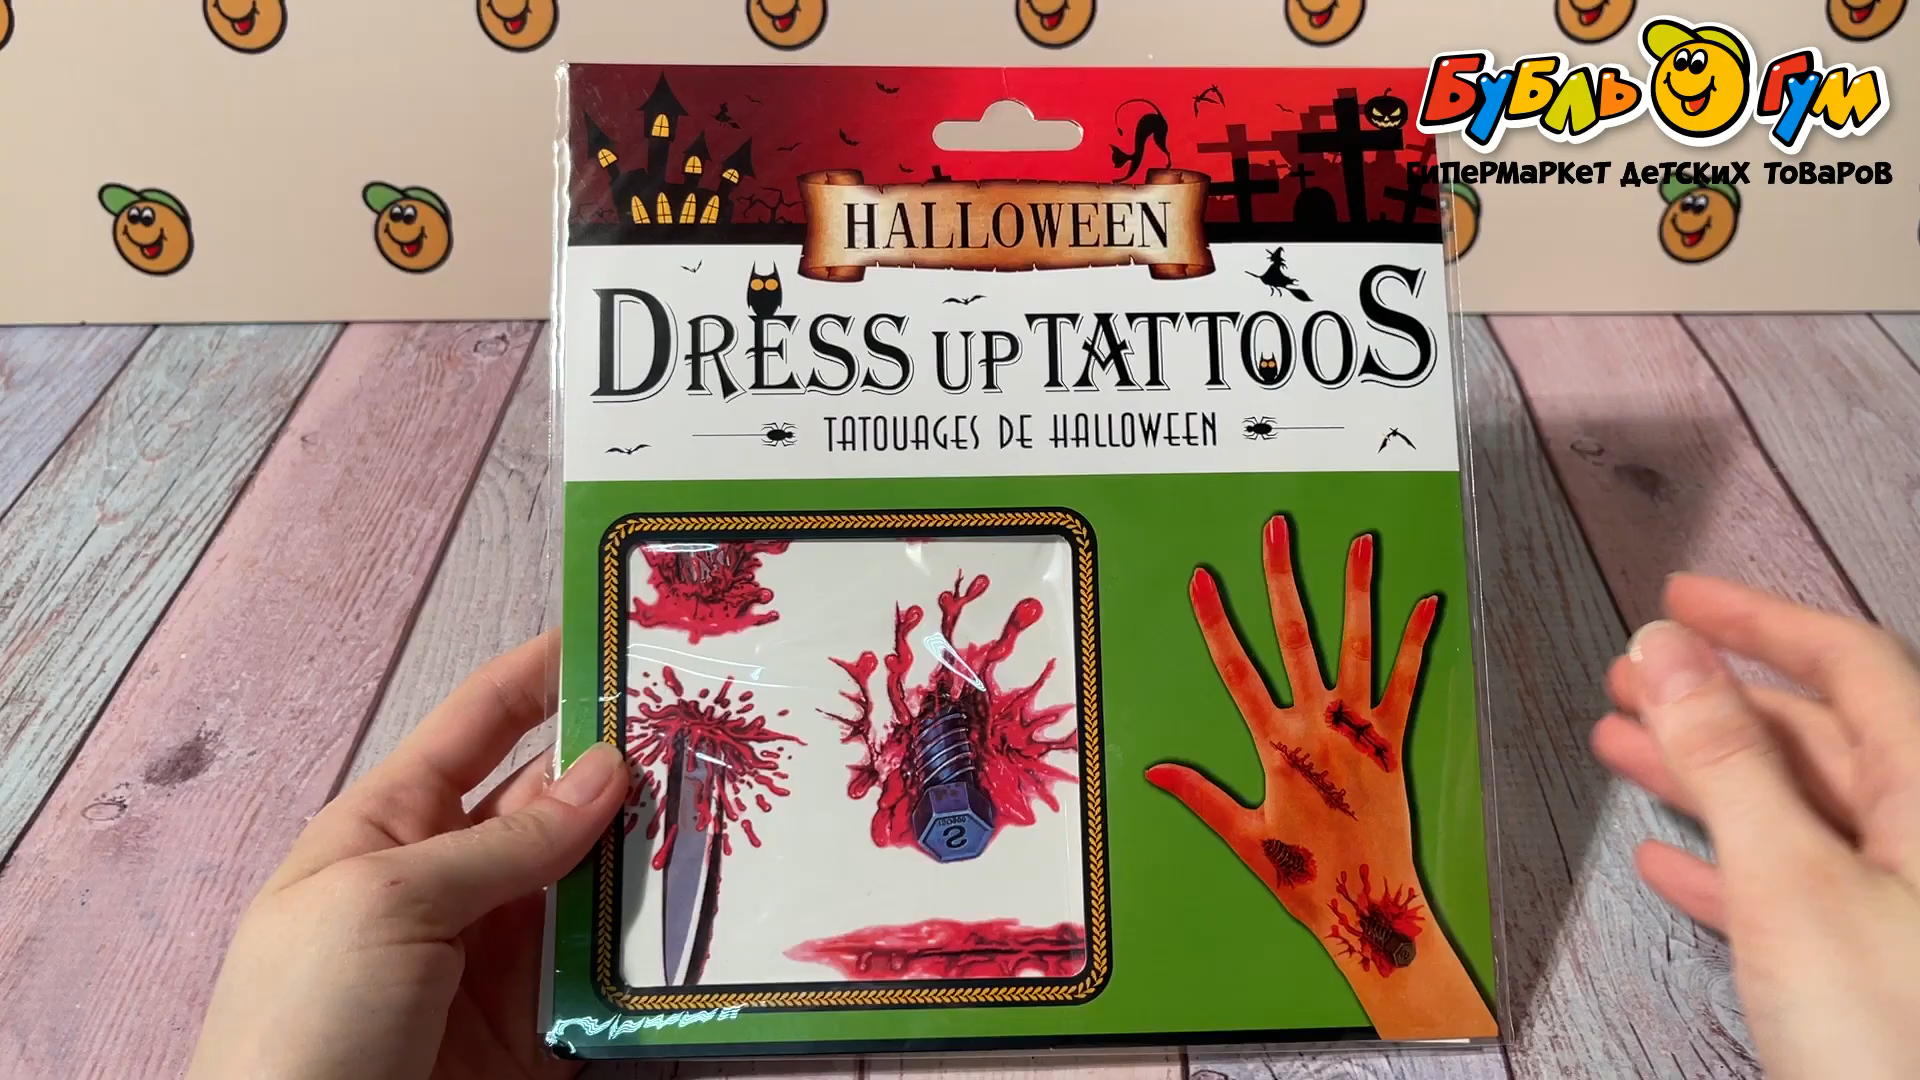 БУБЛЬ ГУМ
ГИПЕРМАРКЕТ ДЕТСКИХ ТОВАРОВ
HALLOWEEN
DRESS UP TATTOOS
TATOUAGES DE HALLOWEEN
S